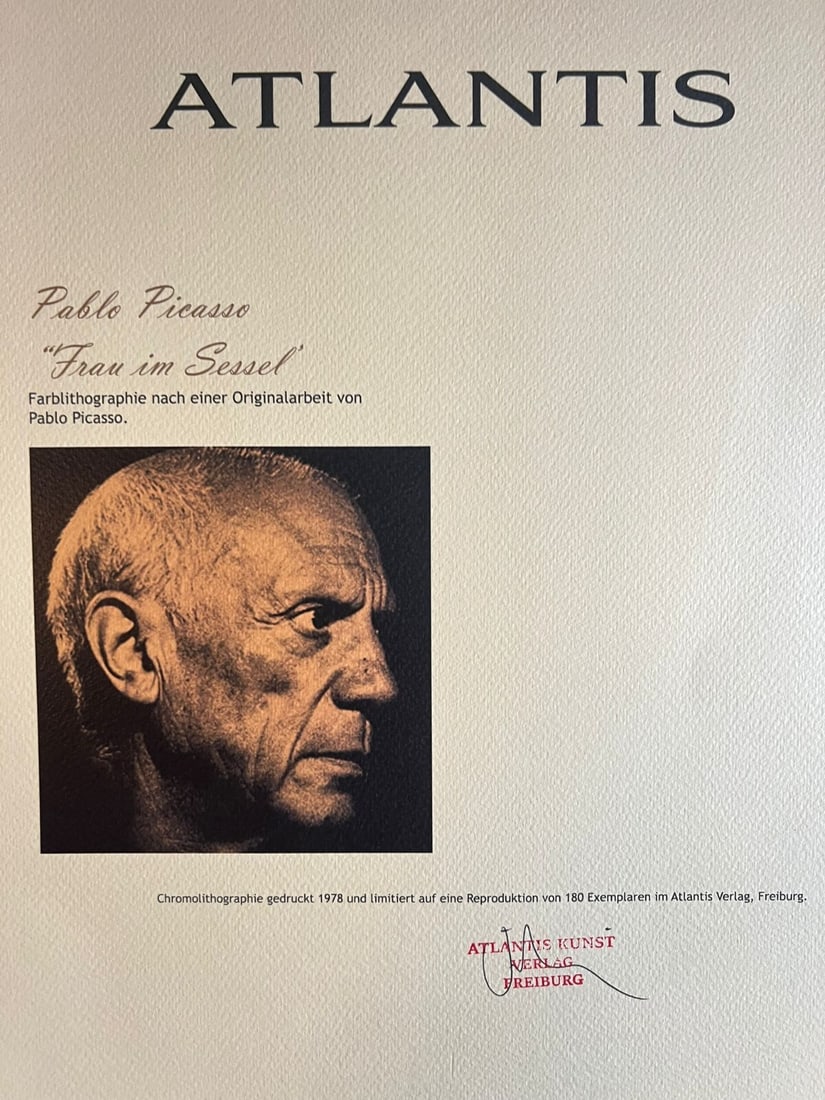 ATLANTIS
Pablo Picasso
“Frau im Sessel’
Farblithographie nach einer Originalarbeit von
Pablo Picasso.
Chromolithographie gedruckt 1978 und limitiert auf eine Reproduktion von 180 Exemplaren im Atlantis Verlag, Freiburg.
ATLANTIS KUNST
VERLAG
FREIBURG